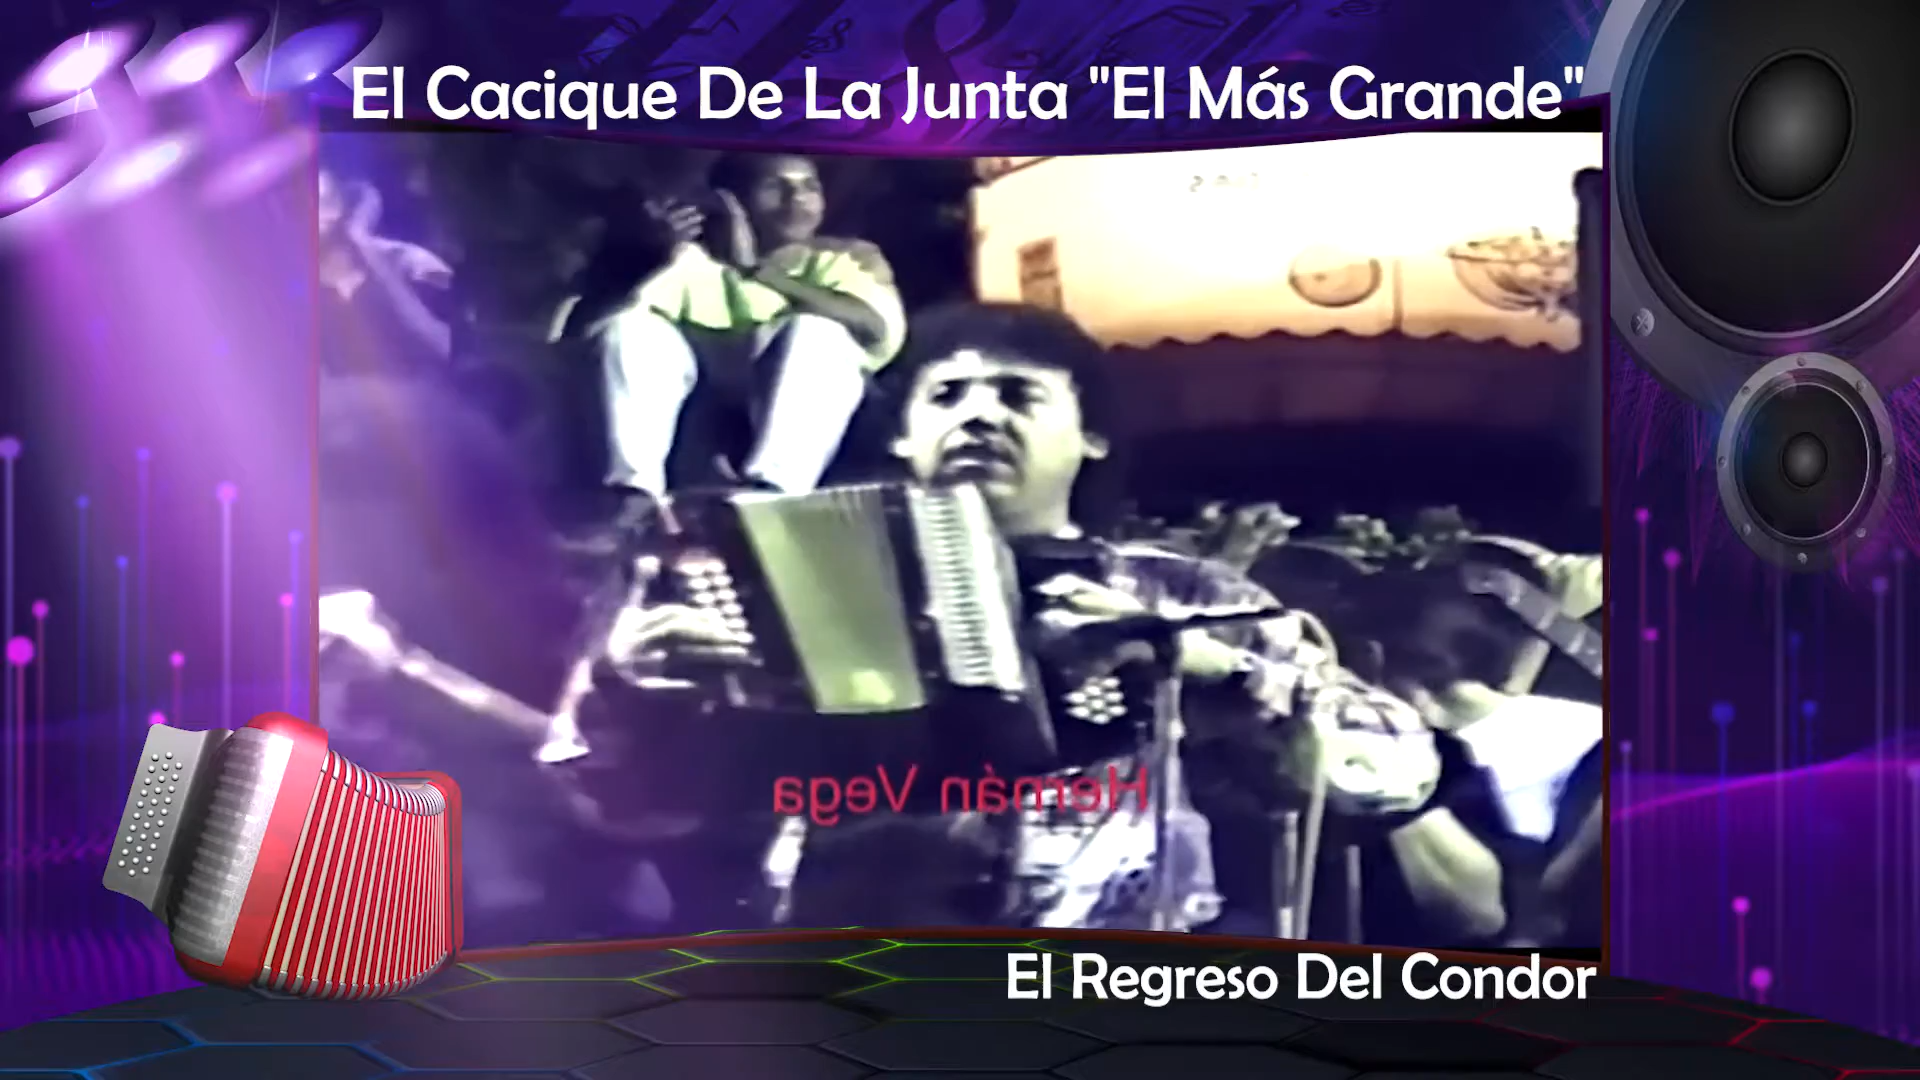 El Cacique De La Junta "El Más Grande"
Hernán Vega
El Regreso Del Condor